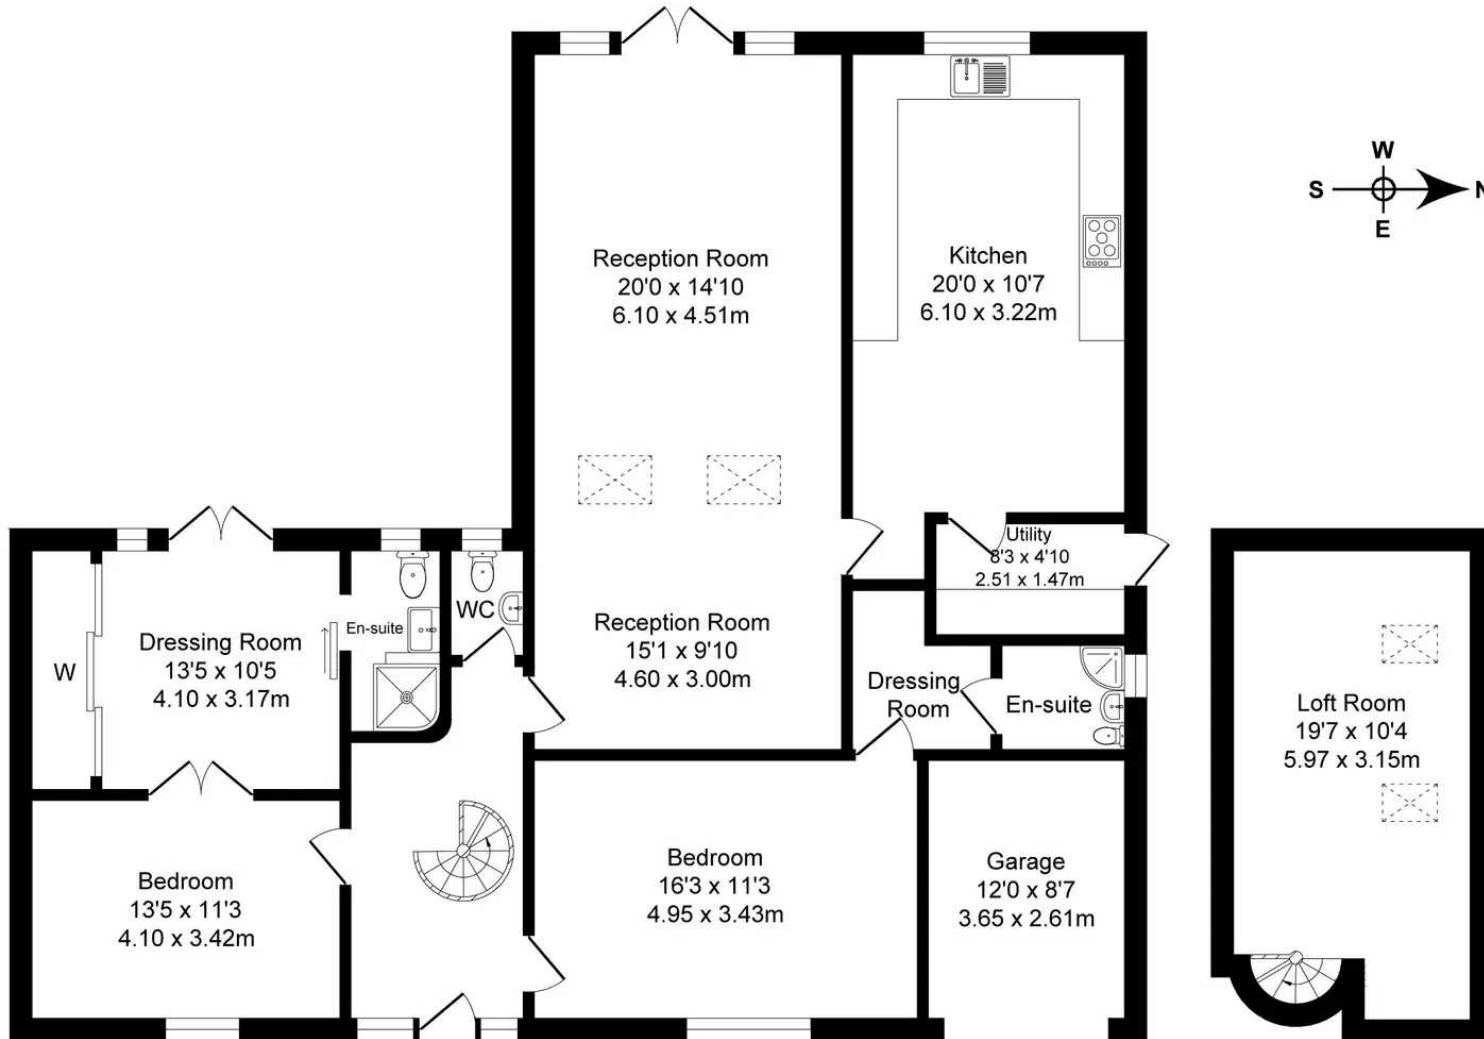 W
S
N
E
Reception Room
20'0 x 14'10
6.10 x 4.51m
Kitchen
20'0 x 10'7
6.10 x 3.22m
Utility
8'3 x 4'10
2.51 x 1.47m
Reception Room
15'1 x 9'10
4.60 x 3.00m
WC
En-suite
Dressing Room
13'5 x 10'5
4.10 x 3.17m
W
Dressing
Room
En-suite
Loft Room
19'7 x 10'4
5.97 x 3.15m
Bedroom
13'5 x 11'3
4.10 x 3.42m
Bedroom
16'3 x 11'3
4.95 x 3.43m
Garage
12'0 x 8'7
3.65 x 2.61m